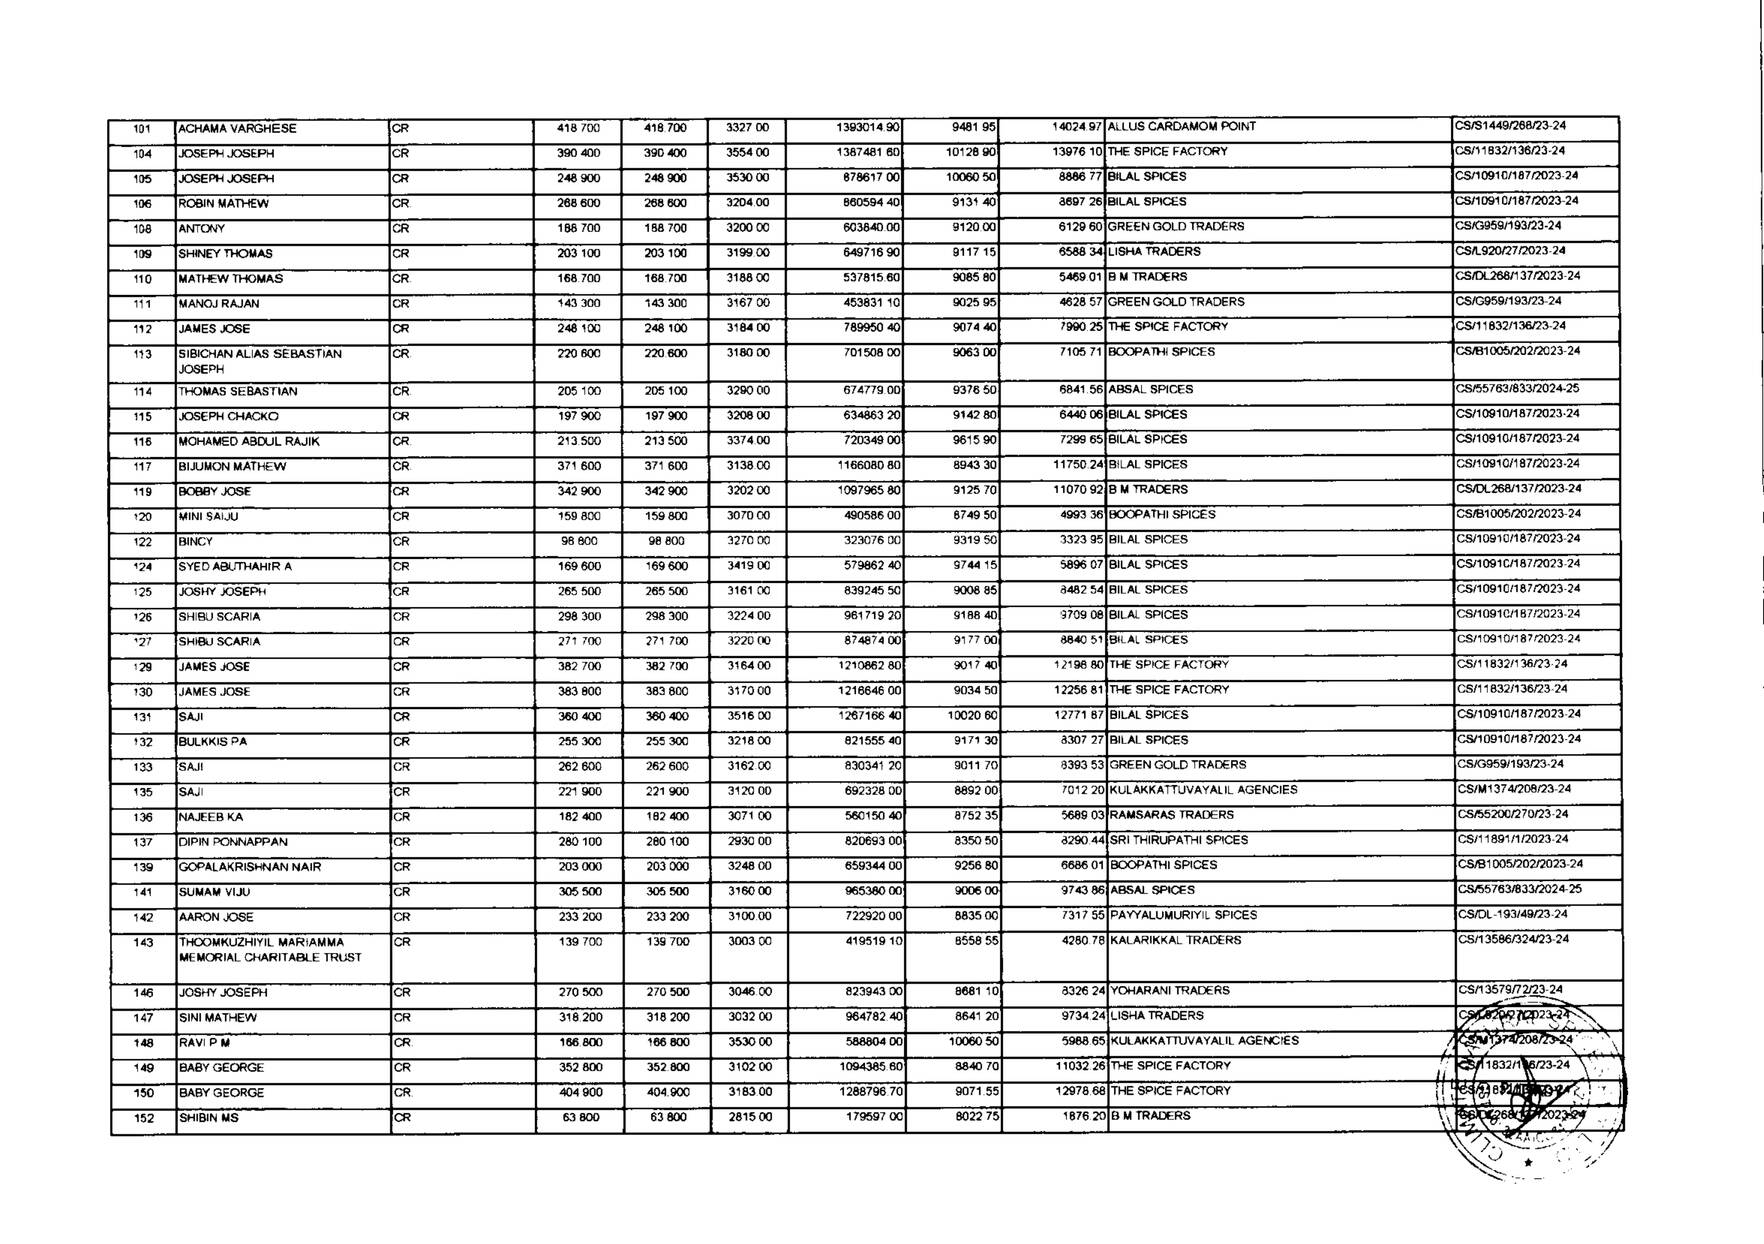 101 ACHAMA VARGHESE CR 418 700 418.700 3327 00 1393014.90 9481 95 14024.97 ALLUS CARDAMOM POINT CS/S1449/268/23-24
104 JOSEPH JOSEPH CR 390 400 390 400 3554 00 1387481 60 10128 90 13976 10 THE SPICE FACTORY CS/11832/136/23-24
105 JOSEPH JOSEPH CR 248 900 248 900 3530 00 878617 00 10060 50 8886 77 BILAL SPICES CS/10910/187/2023-24
106 ROBIN MATHEW CR 268 600 268 600 3204.00 860594 40 9131 40 8697 26 BILAL SPICES CS/10910/187/2023-24
108 ANTONY CR 188 700 188 700 3200 00 603840.00 9120.00 6129 60 GREEN GOLD TRADERS CS/G959/193/23-24
109 SHINEY THOMAS CR 203 100 203 100 3199 00 649716 90 9117 15 6588 34 LISHA TRADERS CS/L920/27/2023-24
110 MATHEW THOMAS CR 168 700 168.700 3188 00 537815.60 9085 80 5469.01 B M TRADERS CS/DL268/137/2023-24
111 MANOJ RAJAN CR 143 300 143 300 3167 00 453831 10 9025 95 4628 57 GREEN GOLD TRADERS CS/G959/193/23-24
112 JAMES JOSE CR 248 100 248 100 3184 00 789950 40 9074 40 7990 25 THE SPICE FACTORY CS/11832/136/23-24
113 SIBICHAN ALIAS SEBASTIAN CR 220 600 220 600 3180 00 701508 00 9063 00 7105 71 BOOPATHI SPICES CS/B1005/202/2023-24
JOSEPH
114 THOMAS SEBASTIAN CR 205 100 205 100 3290 00 674779 00 9376 50 6841.56 ABSAL SPICES CS/55763/833/2024-25
115 JOSEPH CHACKO CR 197 900 197 900 3208 00 634863 20 9142 80 6440 06 BILAL SPICES CS/10910/187/2023-24
116 MOHAMED ABDUL RAJIK CR 213 500 213 500 3374 00 720349 00 9615 90 7299 65 BILAL SPICES CS/10910/187/2023-24
117 BIJUMON MATHEW CR 371 600 371 600 3138 00 1166080 80 8943 30 11750.24 BILAL SPICES CS/10910/187/2023-24
119 BOBBY JOSE CR 342 900 342 900 3202 00 1097965 80 9125 70 11070 92 B M TRADERS CS/DL268/137/2023-24
120 MINI SAIJU CR 159 800 159 800 3070 00 490586 00 8749 50 4993 36 BOOPATHI SPICES CS/B1005/202/2023-24
122 BINCY CR 98 800 98 800 3270 00 323076 00 9319 50 3323 95 BILAL SPICES CS/10910/187/2023-24
124 SYED ABUTHAHIR A CR 169 600 169 600 3419 00 579862 40 9744 15 5896 07 BILAL SPICES CS/10910/187/2023-24
125 JOSHY JOSEPH CR 265 500 265 500 3161 00 839245 50 9008 85 8482 54 BILAL SPICES CS/10910/187/2023-24
126 SHIBU SCARIA CR 298 300 298 300 3224 00 961719 20 9188 40 9709 08 BILAL SPICES CS/10910/187/2023-24
127 SHIBU SCARIA CR 271 700 271 700 3220 00 874874 00 9177 00 8840 51 BILAL SPICES CS/10910/187/2023-24
129 JAMES JOSE CR 382 700 382 700 3164 00 1210862 80 9017 40 12198 80 THE SPICE FACTORY CS/11832/136/23-24
130 JAMES JOSE CR 383 800 383 800 3170 00 1216646 00 9034 50 12256 81 THE SPICE FACTORY CS/11832/136/23-24
131 SAJI CR 360 400 360 400 3516 00 1267166 40 10020 60 12771 87 BILAL SPICES CS/10910/187/2023-24
132 BULKKIS PA CR 255 300 255 300 3218 00 821555 40 9171 30 8307 27 BILAL SPICES CS/10910/187/2023-24
133 SAJI CR 262 600 262 600 3162 00 830341 20 9011 70 8393 53 GREEN GOLD TRADERS CS/G959/193/23-24
135 SAJI CR 221 900 221 900 3120 00 692328 00 8892 00 7012 20 KULAKKATTUVAYALIL AGENCIES CS/M1374/208/23-24
136 NAJEEB KA CR 182 400 182 400 3071 00 560150 40 8752 35 5689 03 RAMSARAS TRADERS CS/55200/270/23-24
137 DIPIN PONNAPPAN CR 280 100 280 100 2930 00 820693 00 8350 50 8290.44 SRI THIRUPATHI SPICES CS/11891/1/2023-24
139 GOPALAKRISHNAN NAIR CR 203 000 203 000 3248 00 659344 00 9256 80 6686 01 BOOPATHI SPICES CS/B1005/202/2023-24
141 SUMAM VIJU CR 305 500 305 500 3160 00 965380 00 9006 00 9743 86 ABSAL SPICES CS/55763/833/2024-25
142 AARON JOSE CR 233 200 233 200 3100.00 722920 00 8835 00 7317 55 PAYYALUMURIYIL SPICES CS/DL-193/49/23-24
143 THOOMKUZHIYIL MARIAMMA CR 139 700 139 700 3003 00 419519 10 8558 55 4280.78 KALARIKKAL TRADERS CS/13586/324/23-24
MEMORIAL CHARITABLE TRUST
146 JOSHY JOSEPH CR 270 500 270 500 3046 00 823943 00 8681 10 8326 24 YOHARANI TRADERS CS/13579/72/23-24
147 SINI MATHEW CR 318.200 318 200 3032 00 964782.40 8641 20 9734.24 LISHA TRADERS CS/L920/27/2023-24
148 RAVI P M CR 166 800 166 800 3530 00 588804 00 10060 50 5988.65 KULAKKATTUVAYALIL AGENCIES CS/M1374/208/23-24
149 BABY GEORGE CR 352 800 352.800 3102 00 1094385.60 8840 70 11032 26 THE SPICE FACTORY
150 BABY GEORGE CR 404 900 404.900 3183.00 1288796.70 9071.55 12978.68 THE SPICE FACTORY
152 SHIBIN MS CR 63 800 63 800 2815 00 179597 00 8022 75 1876.20 B M TRADERS